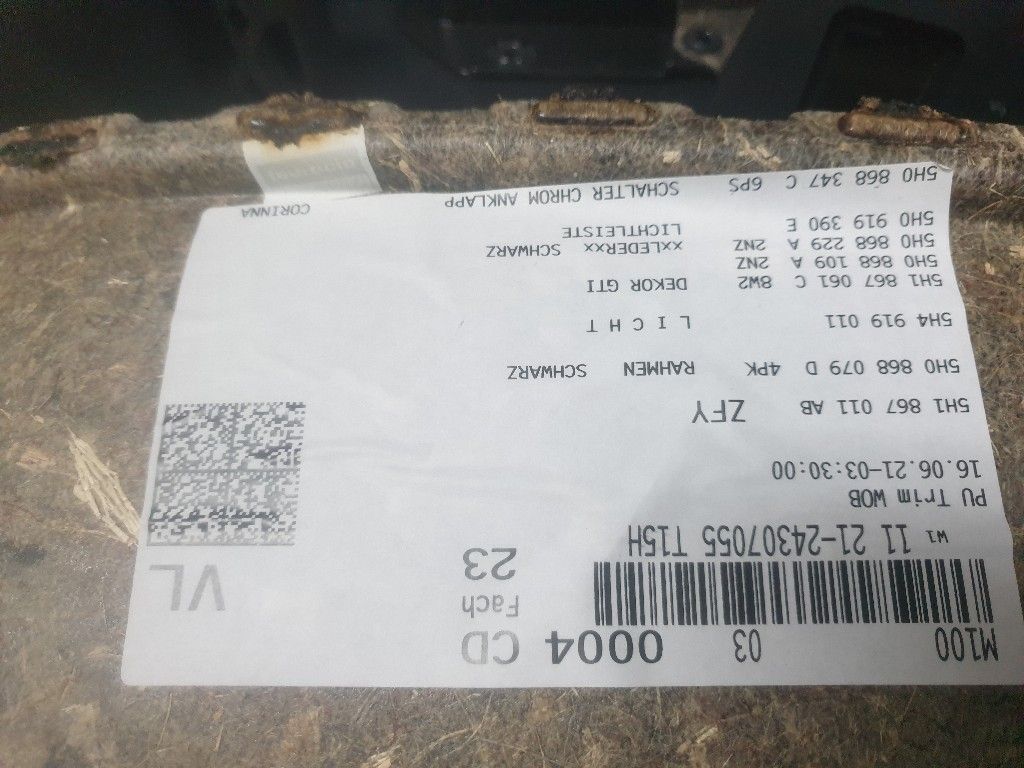 M100 03 0004 CD
Fach
23
VL
W1 11 21-24307055 T15H
PU Trim WOB
16.06.21-03:30:00
5H1 867 011 AB ZFY
5H0 868 079 D 4PK RAHMEN SCHWARZ
5H4 919 011 L I C H T
5H1 867 061 C 8W2 DEKOR GTI
5H0 868 109 A 2NZ
5H0 868 229 A 2NZ xxLEDERxx SCHWARZ
5H0 919 390 E LICHTLEISTE
5H0 868 347 C 6PS SCHALTER CHROM ANKLAPP
CORINNA